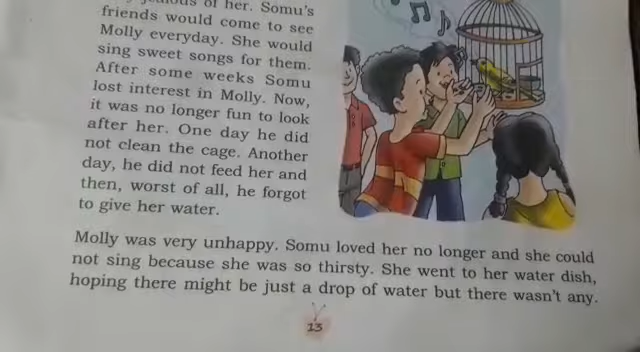 of her. Somu's
friends would come to see
Molly everyday. She would
sing sweet songs for them.
After some weeks Somu
lost interest in Molly. Now,
it was no longer fun to look
after her. One day he did
not clean the cage. Another
day, he did not feed her and
then, worst of all, he forgot
to give her water.
Molly was very unhappy. Somu loved her no longer and she could
not sing because she was so thirsty. She went to her water dish,
hoping there might be just a drop of water but there wasn't any.
13